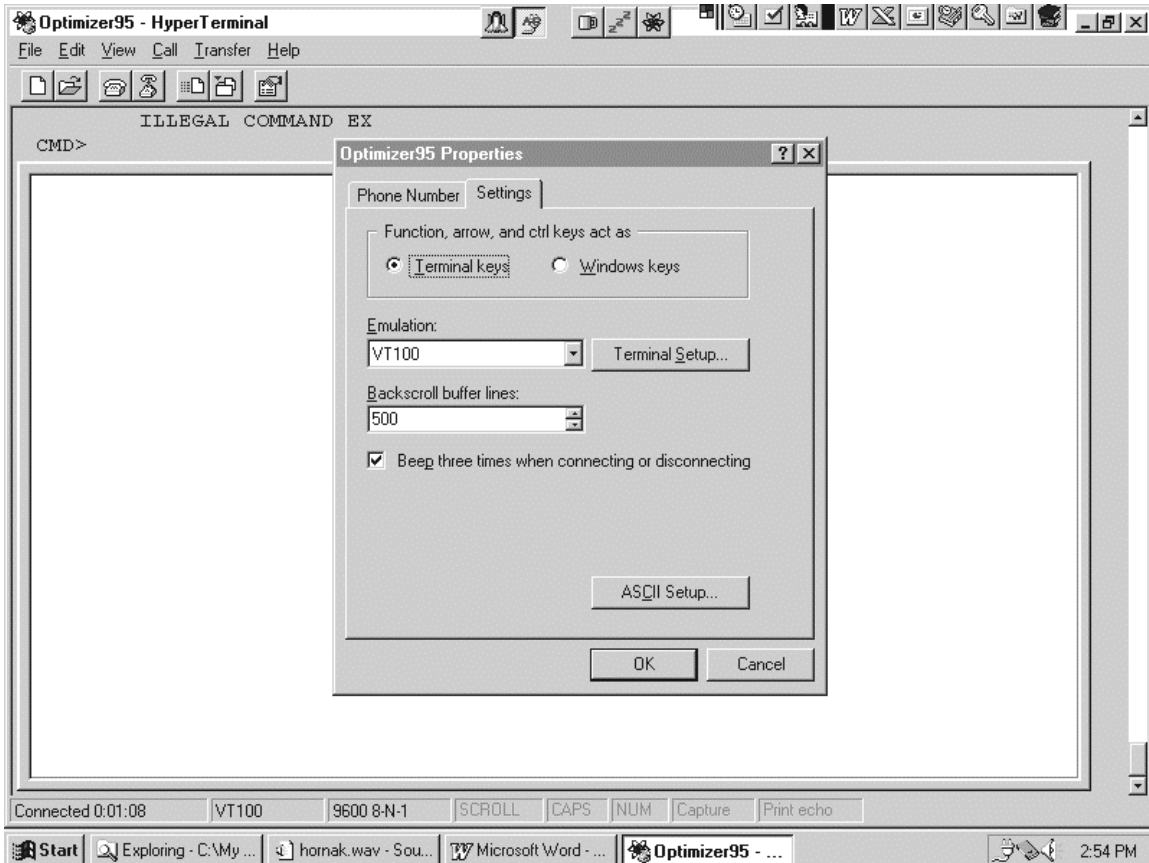 Optimizer95 - HyperTerminal
File Edit View Call Transfer Help
ILLEGAL COMMAND EX
CMD>
Optimizer95 Properties
Phone Number Settings
Function, arrow, and ctrl keys act as
Terminal keys Windows keys
Emulation:
VT100 Terminal Setup...
Backscroll buffer lines:
500
Beep three times when connecting or disconnecting
ASCII Setup...
OK Cancel
Connected 0:01:08 VT100 9600 8-N-1 SCROLL CAPS NUM Capture Print echo
Start Exploring - C:\My ... hornak.wav - Sou... Microsoft Word - ... Optimizer95 - ... 2:54 PM